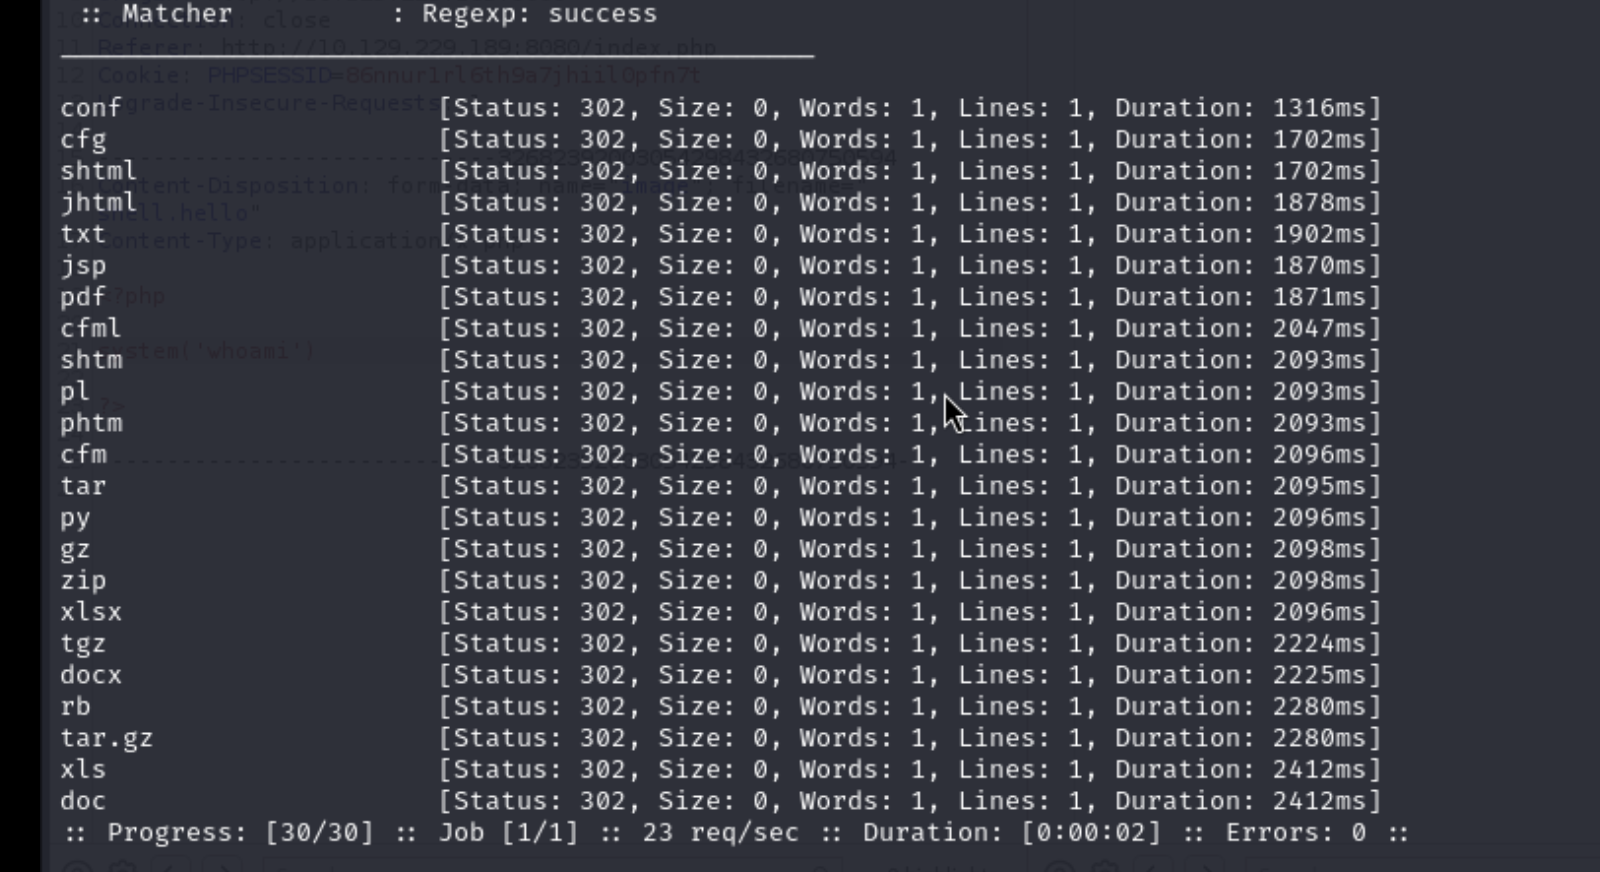 :: Matcher : Regexp: success
conf [Status: 302, Size: 0, Words: 1, Lines: 1, Duration: 1316ms]
cfg [Status: 302, Size: 0, Words: 1, Lines: 1, Duration: 1702ms]
shtml [Status: 302, Size: 0, Words: 1, Lines: 1, Duration: 1702ms]
jhtml [Status: 302, Size: 0, Words: 1, Lines: 1, Duration: 1878ms]
txt [Status: 302, Size: 0, Words: 1, Lines: 1, Duration: 1902ms]
jsp [Status: 302, Size: 0, Words: 1, Lines: 1, Duration: 1870ms]
pdf [Status: 302, Size: 0, Words: 1, Lines: 1, Duration: 1871ms]
cfml [Status: 302, Size: 0, Words: 1, Lines: 1, Duration: 2047ms]
shtm [Status: 302, Size: 0, Words: 1, Lines: 1, Duration: 2093ms]
pl [Status: 302, Size: 0, Words: 1, Lines: 1, Duration: 2093ms]
phtm [Status: 302, Size: 0, Words: 1, Lines: 1, Duration: 2093ms]
cfm [Status: 302, Size: 0, Words: 1, Lines: 1, Duration: 2096ms]
tar [Status: 302, Size: 0, Words: 1, Lines: 1, Duration: 2095ms]
py [Status: 302, Size: 0, Words: 1, Lines: 1, Duration: 2096ms]
gz [Status: 302, Size: 0, Words: 1, Lines: 1, Duration: 2098ms]
zip [Status: 302, Size: 0, Words: 1, Lines: 1, Duration: 2098ms]
xlsx [Status: 302, Size: 0, Words: 1, Lines: 1, Duration: 2096ms]
tgz [Status: 302, Size: 0, Words: 1, Lines: 1, Duration: 2224ms]
docx [Status: 302, Size: 0, Words: 1, Lines: 1, Duration: 2225ms]
rb [Status: 302, Size: 0, Words: 1, Lines: 1, Duration: 2280ms]
tar.gz [Status: 302, Size: 0, Words: 1, Lines: 1, Duration: 2280ms]
xls [Status: 302, Size: 0, Words: 1, Lines: 1, Duration: 2412ms]
doc [Status: 302, Size: 0, Words: 1, Lines: 1, Duration: 2412ms]
:: Progress: [30/30] :: Job [1/1] :: 23 req/sec :: Duration: [0:00:02] :: Errors: 0 ::